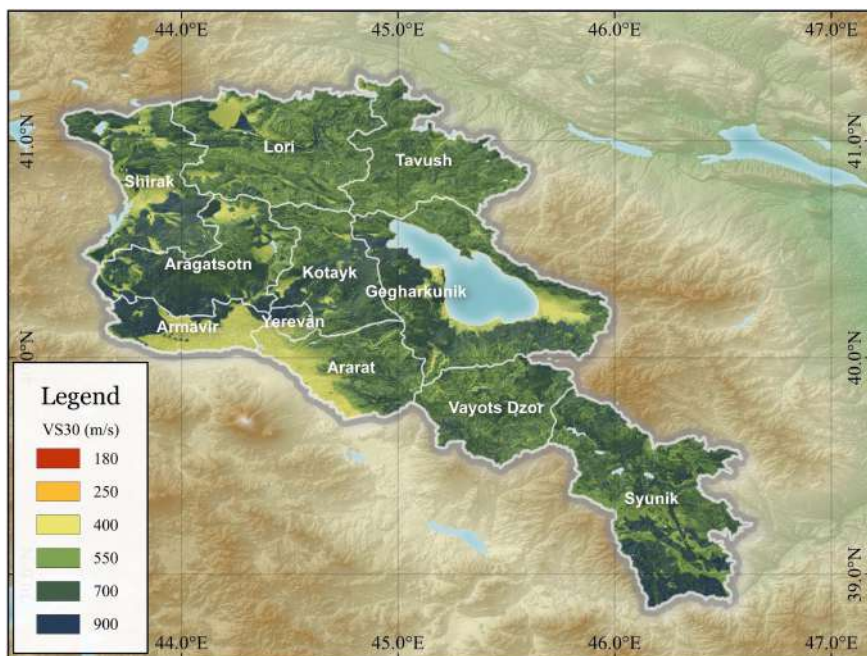 44.0°E 45.0°E 46.0°E 47.0°E
41.0°N 41.0°N
Lori
Tavush
Shirak
Aragatsotn
Kotayk
Gegharkunik
Armavir
Yerevan
40.0°N
Ararat
Vayots Dzor
Syunik
39.0°N
Legend
VS30 (m/s)
180
250
400
550
700
900
44.0°E 45.0°E 46.0°E 47.0°E